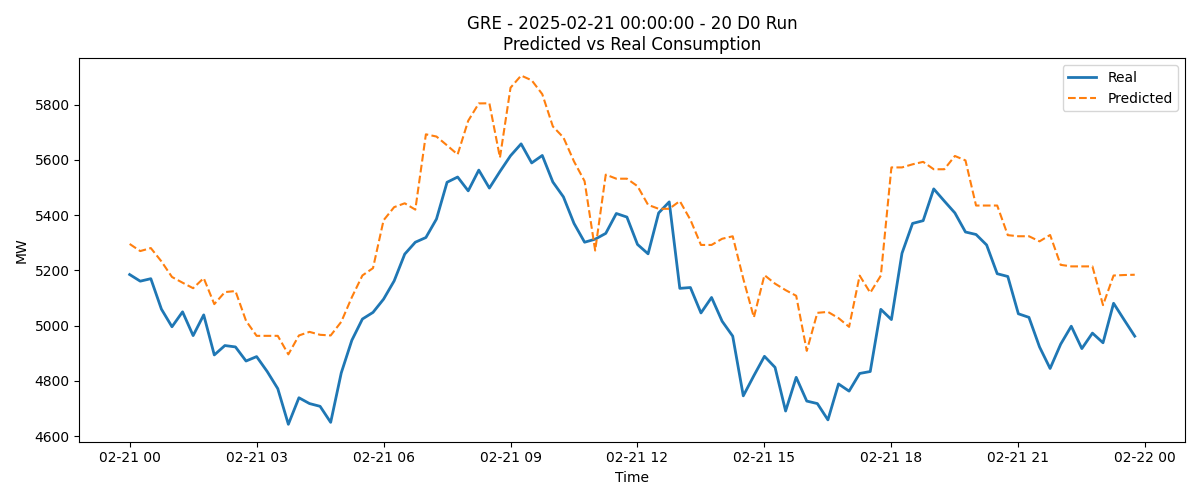 GRE - 2025-02-21 00:00:00 - 20 D0 Run
Predicted vs Real Consumption
Real
Predicted
MW
5800
5600
5400
5200
5000
4800
4600
02-21 00
02-21 03
02-21 06
02-21 09
02-21 12
02-21 15
02-21 18
02-21 21
02-22 00
Time